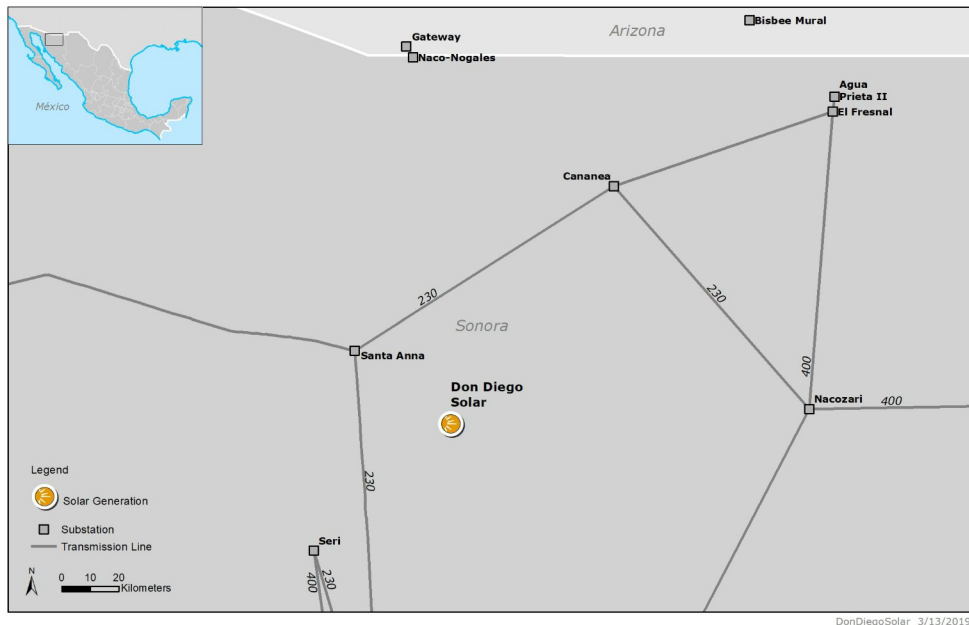 Arizona
Bisbee Mural
Gateway
Naco-Nogales
México
Agua
Prieta II
El Fresnal
Cananea
230
230
Sonora
Santa Anna
400
Don Diego
Solar
Nacozari
400
Legend
Solar Generation
Substation
Transmission Line
N
0 10 20
Kilometers
230
Seri
400
230
DonDiegoSolar 3/13/2019